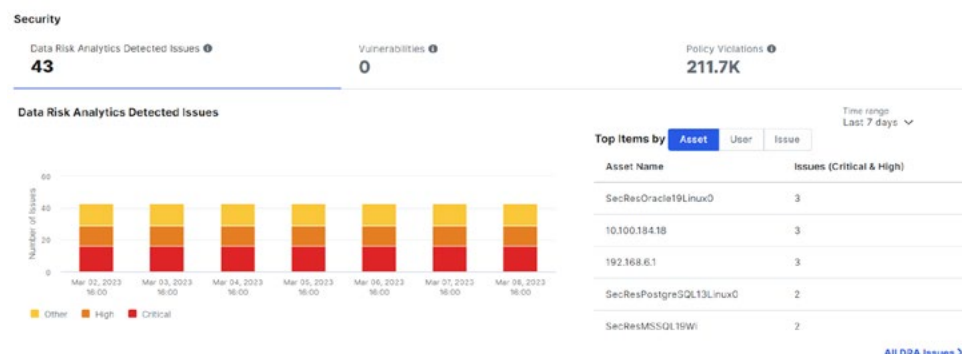 Security
Data Risk Analytics Detected Issues
43
Vulnerabilities
0
Policy Violations
211.7K
Data Risk Analytics Detected Issues
Time range
Last 7 days
Top Items by Asset User Issue
Asset Name Issues (Critical & High)
SecResOracle19Linux0 3
10.100.184.18 3
192.168.6.1 3
SecResPostgreSQL13Linux0 2
SecResMSSQL19Wi 2
All DRA Issues
Number of Issues
60
40
20
0
Mar 02, 2023 16:00
Mar 03, 2023 16:00
Mar 04, 2023 16:00
Mar 05, 2023 16:00
Mar 06, 2023 16:00
Mar 07, 2023 16:00
Mar 08, 2023 16:00
Other High Critical